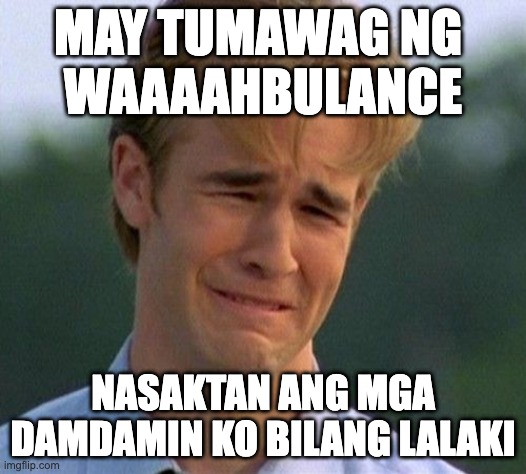 MAY TUMAWAG NG
WAAAAHBULANCE
NASAKTAN ANG MGA
DAMDAMIN KO BILANG LALAKI
imgflip.com